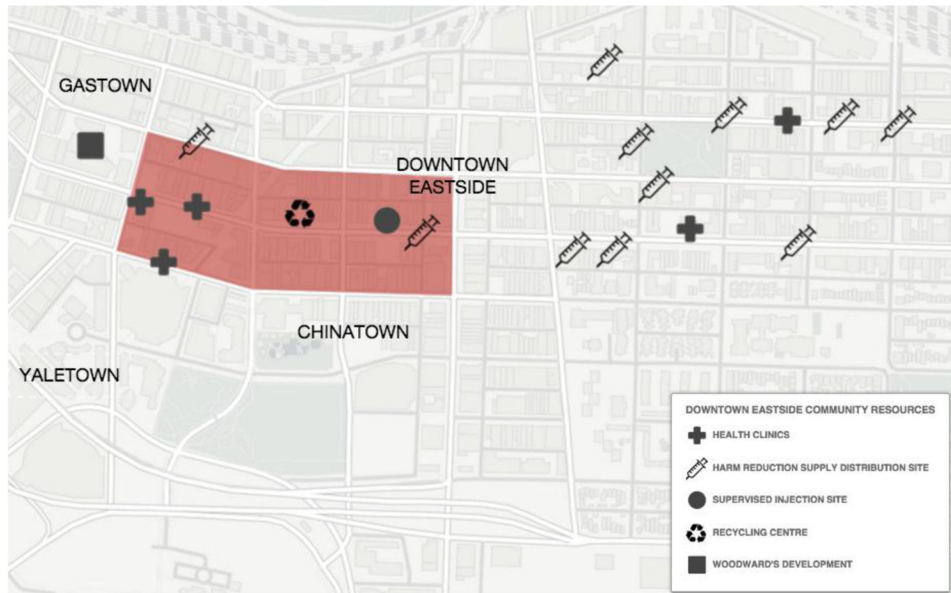 GASTOWN
DOWNTOWN
EASTSIDE
CHINATOWN
YALETOWN
DOWNTOWN EASTSIDE COMMUNITY RESOURCES
HEALTH CLINICS
HARM REDUCTION SUPPLY DISTRIBUTION SITE
SUPERVISED INJECTION SITE
RECYCLING CENTRE
WOODWARD'S DEVELOPMENT